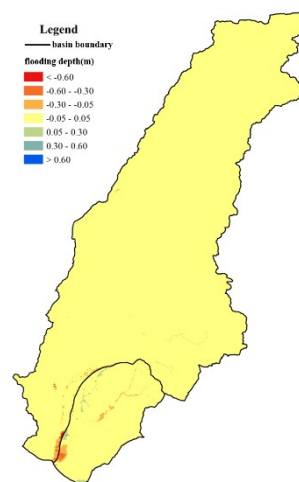 Legend
basin boundary
flooding depth(m)
< -0.60
-0.60 - -0.30
-0.30 - -0.05
-0.05 - 0.05
0.05 - 0.30
0.30 - 0.60
> 0.60